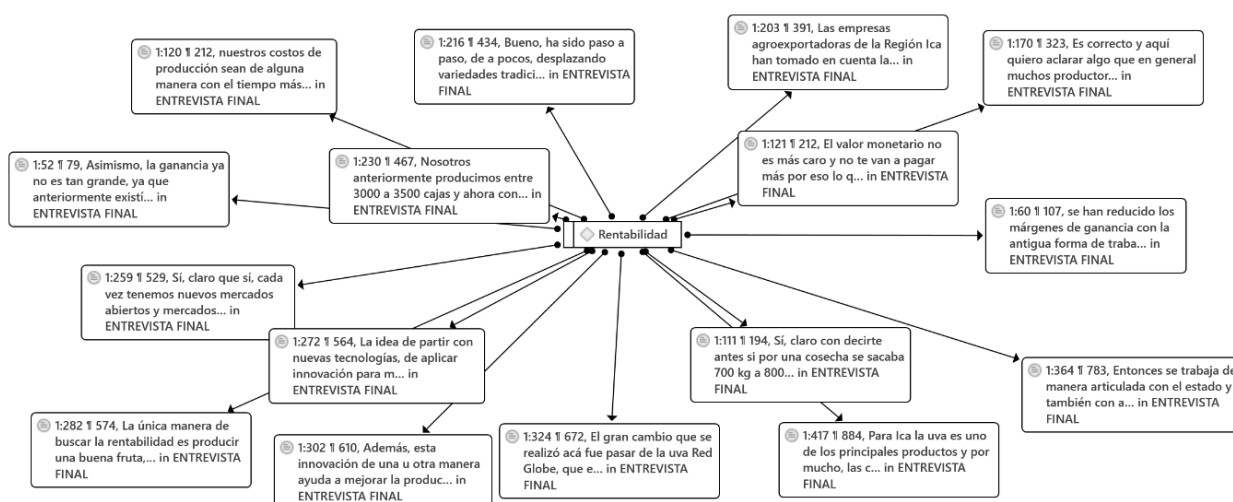 1:120 ¶ 212, nuestros costos de
producción sean de alguna
manera con el tiempo más... in
ENTREVISTA FINAL
1:216 ¶ 434, Bueno, ha sido paso a
paso, de a pocos, desplazando
variedades tradici... in ENTREVISTA
FINAL
1:203 ¶ 391, Las empresas
agroexportadoras de la Región Ica
han tomado en cuenta la... in
ENTREVISTA FINAL
1:170 ¶ 323, Es correcto y aquí
quiero aclarar algo que en general
muchos productor... in
ENTREVISTA FINAL
1:52 ¶ 79, Asimismo, la ganancia ya
no es tan grande, ya que
anteriormente existí... in
ENTREVISTA FINAL
1:230 ¶ 467, Nosotros
anteriormente producimos entre
3000 a 3500 cajas y ahora con... in
ENTREVISTA FINAL
1:121 ¶ 212, El valor monetario
no es más caro y no te van a pagar
más por eso lo q... in ENTREVISTA
FINAL
Rentabilidad
1:60 ¶ 107, se han reducido los
márgenes de ganancia con la
antigua forma de traba... in
ENTREVISTA FINAL
1:259 ¶ 529, Sí, claro que sí, cada
vez tenemos nuevos mercados
abiertos y mercados... in
ENTREVISTA FINAL
1:272 ¶ 564, La idea de partir con
nuevas tecnologías, de aplicar
innovación para m... in
ENTREVISTA FINAL
1:111 ¶ 194, Sí, claro con decirte
antes si por una cosecha se sacaba
700 kg a 800... in ENTREVISTA
FINAL
1:364 ¶ 783, Entonces se trabaja de
manera articulada con el estado y
también con a... in ENTREVISTA
FINAL
1:282 ¶ 574, La única manera de
buscar la rentabilidad es producir
una buena fruta,... in ENTREVISTA
FINAL
1:302 ¶ 610, Además, esta
innovación de una u otra manera
ayuda a mejorar la produc... in
ENTREVISTA FINAL
1:324 ¶ 672, El gran cambio que se
realizó acá fue pasar de la uva Red
Globe, que e... in ENTREVISTA
FINAL
1:417 ¶ 884, Para Ica la uva es uno
de los principales productos y por
mucho, las c... in ENTREVISTA
FINAL